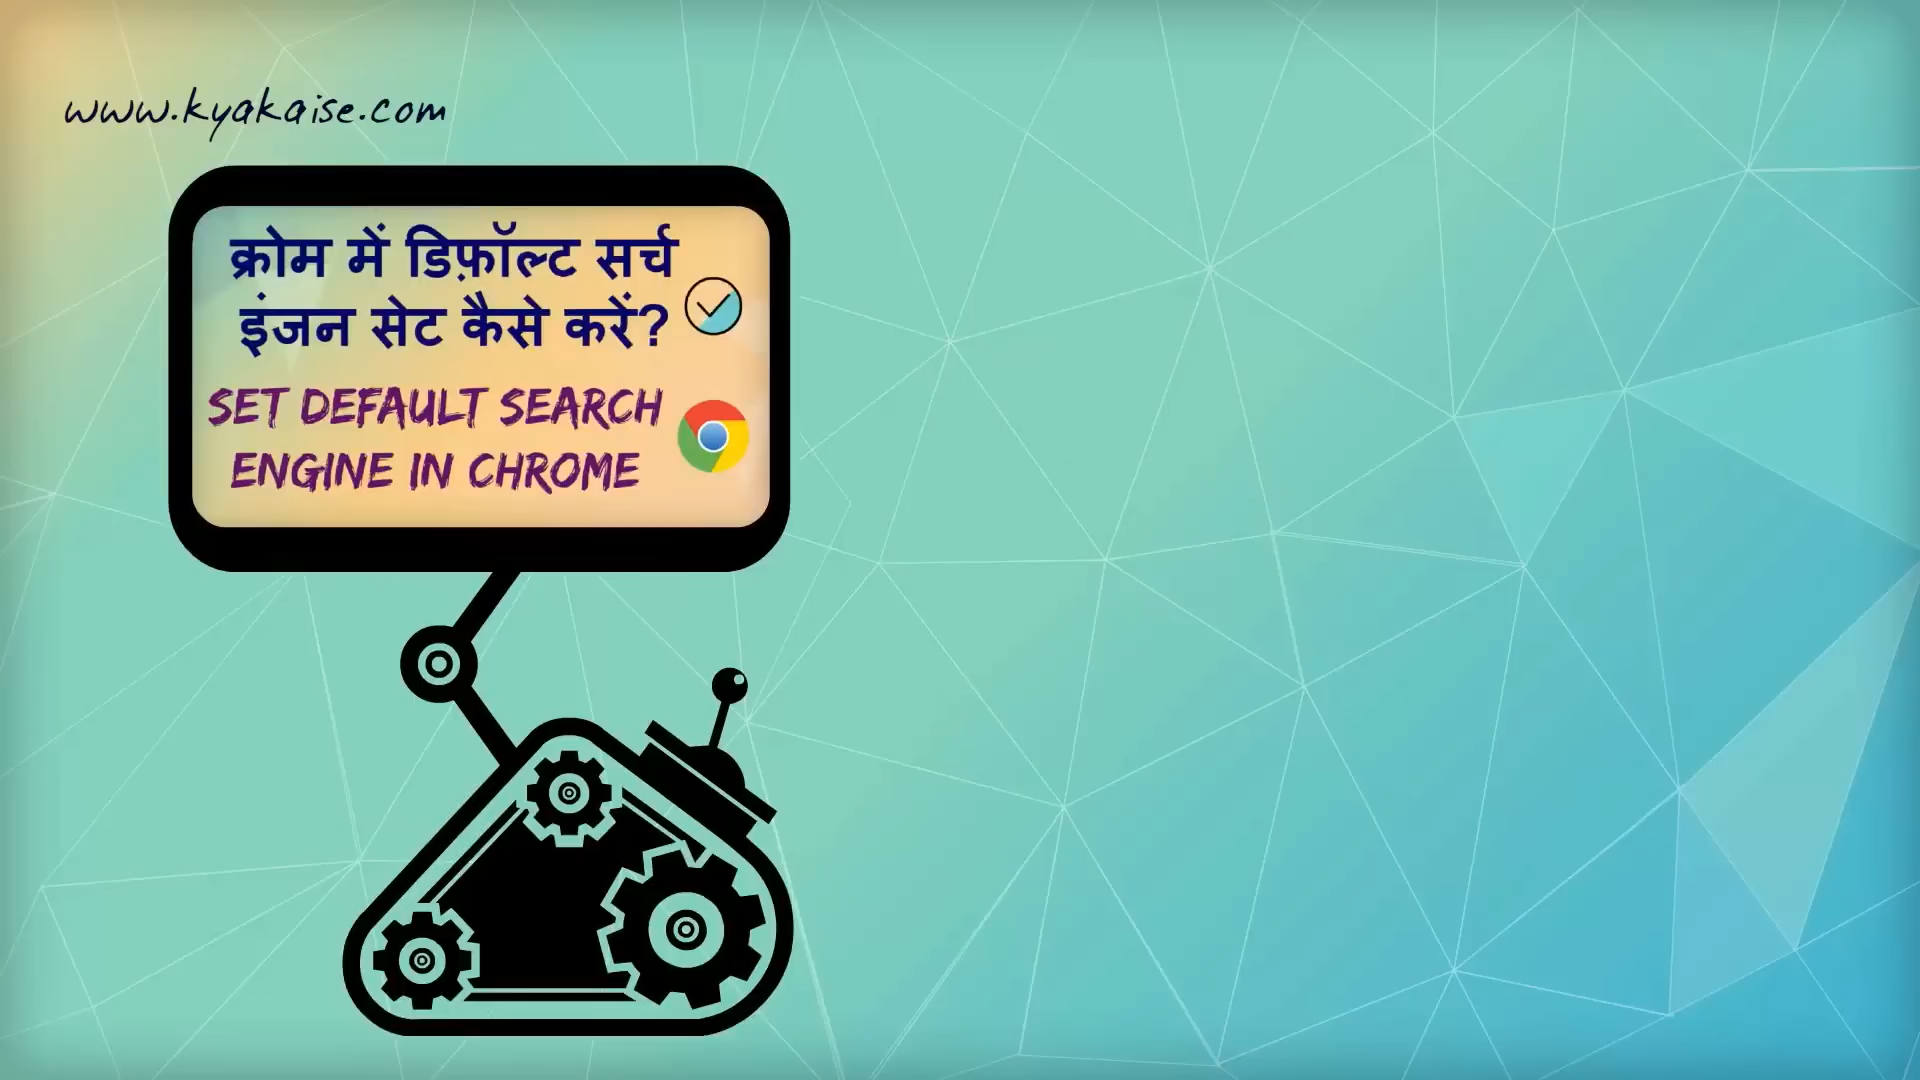 www.kyakaise.com
क्रोम में डिफ़ॉल्ट सर्च
इंजन सेट कैसे करें?
SET DEFAULT SEARCH
ENGINE IN CHROME